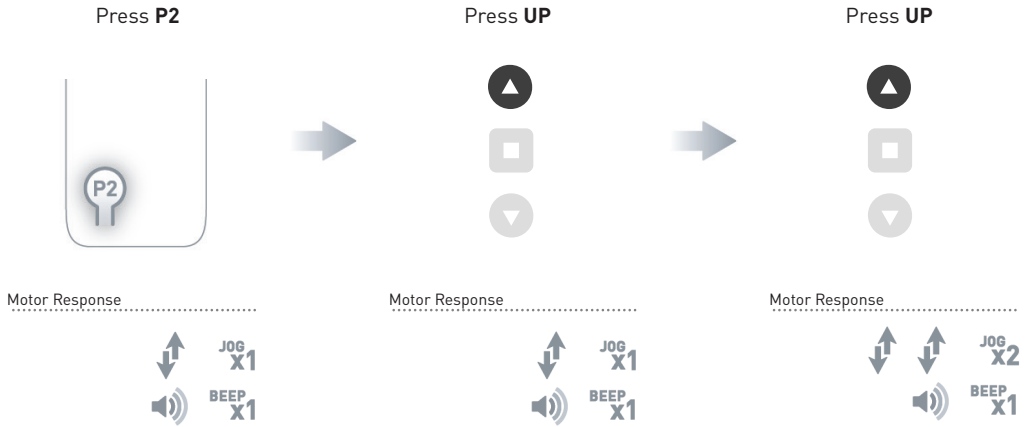 Press P2
P2
Motor Response
JOG
X1
BEEP
X1
Press UP
Motor Response
JOG
X1
BEEP
X1
Press UP
Motor Response
JOG
X2
BEEP
X1